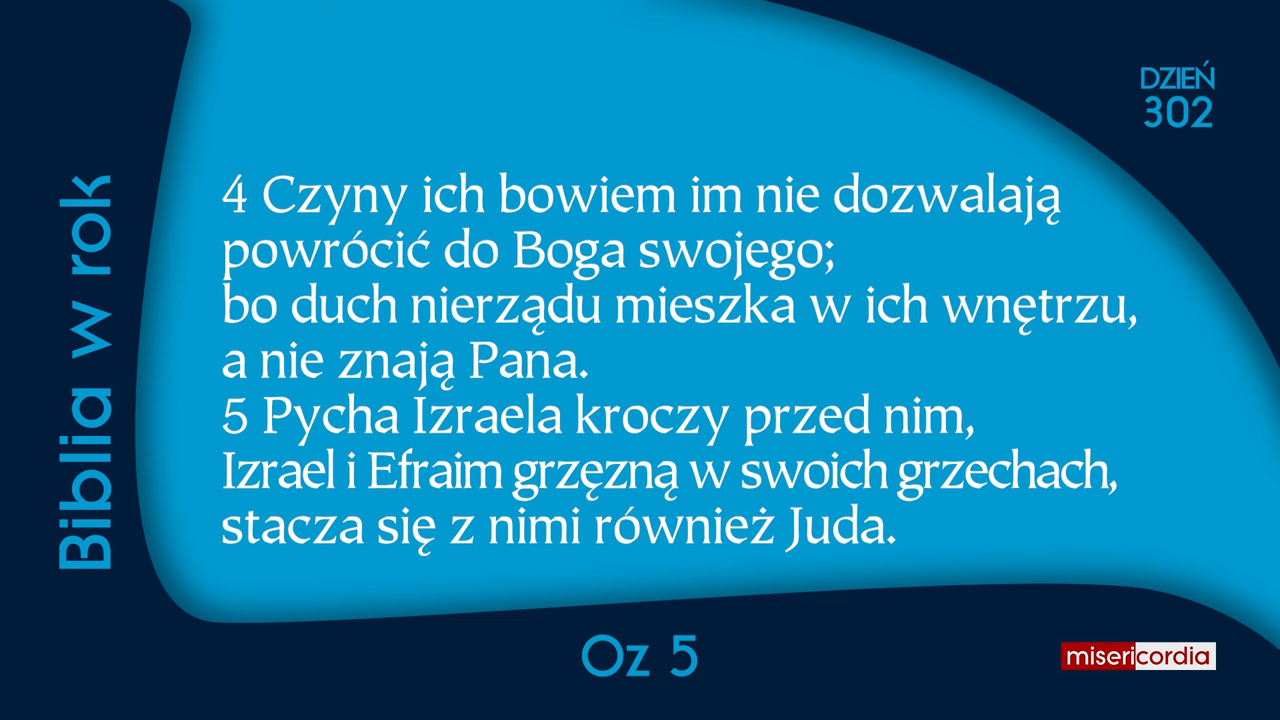 DZIEŃ
302
Biblia w rok
4 Czyny ich bowiem im nie dozwalają
powrócić do Boga swojego;
bo duch nierządu mieszka w ich wnętrzu,
a nie znają Pana.
5 Pycha Izraela kroczy przed nim,
Izrael i Efraim grzęzną w swoich grzechach,
stacza się z nimi również Juda.
Oz 5
misericordia